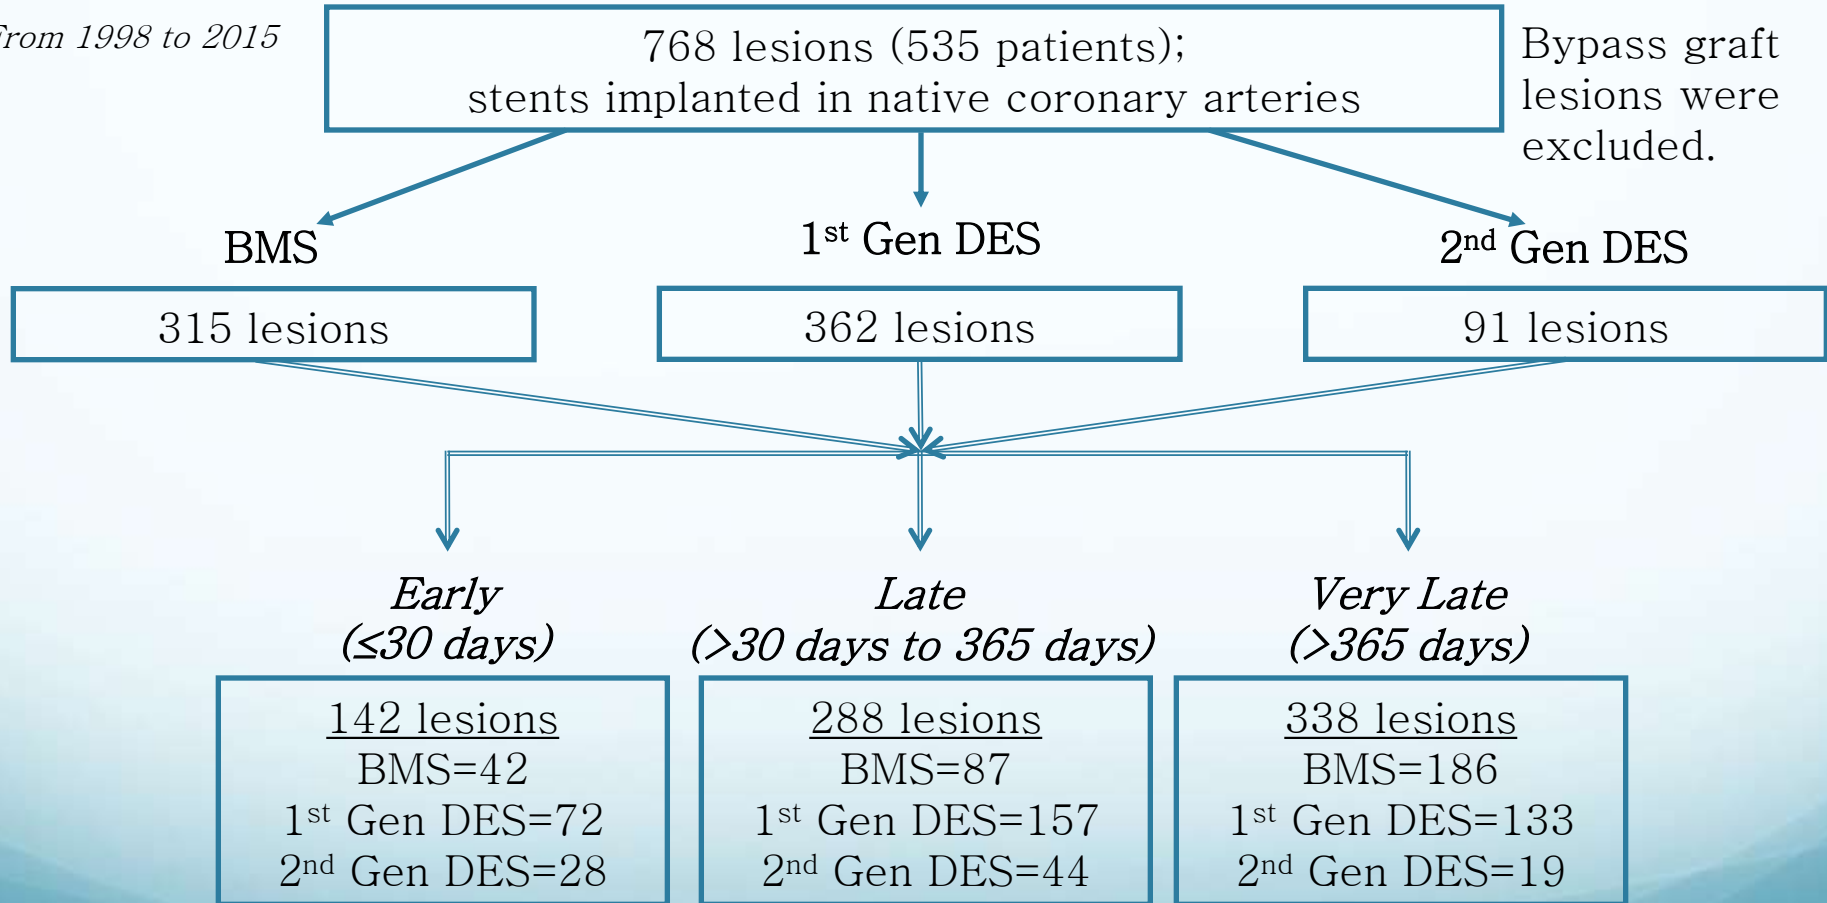 From 1998 to 2015
768 lesions (535 patients);
stents implanted in native coronary arteries
Bypass graft
lesions were
excluded.
BMS
1st Gen DES
2nd Gen DES
315 lesions
362 lesions
91 lesions
Early
(≤30 days)
Late
(>30 days to 365 days)
Very Late
(>365 days)
142 lesions
BMS=42
1st Gen DES=72
2nd Gen DES=28
288 lesions
BMS=87
1st Gen DES=157
2nd Gen DES=44
338 lesions
BMS=186
1st Gen DES=133
2nd Gen DES=19